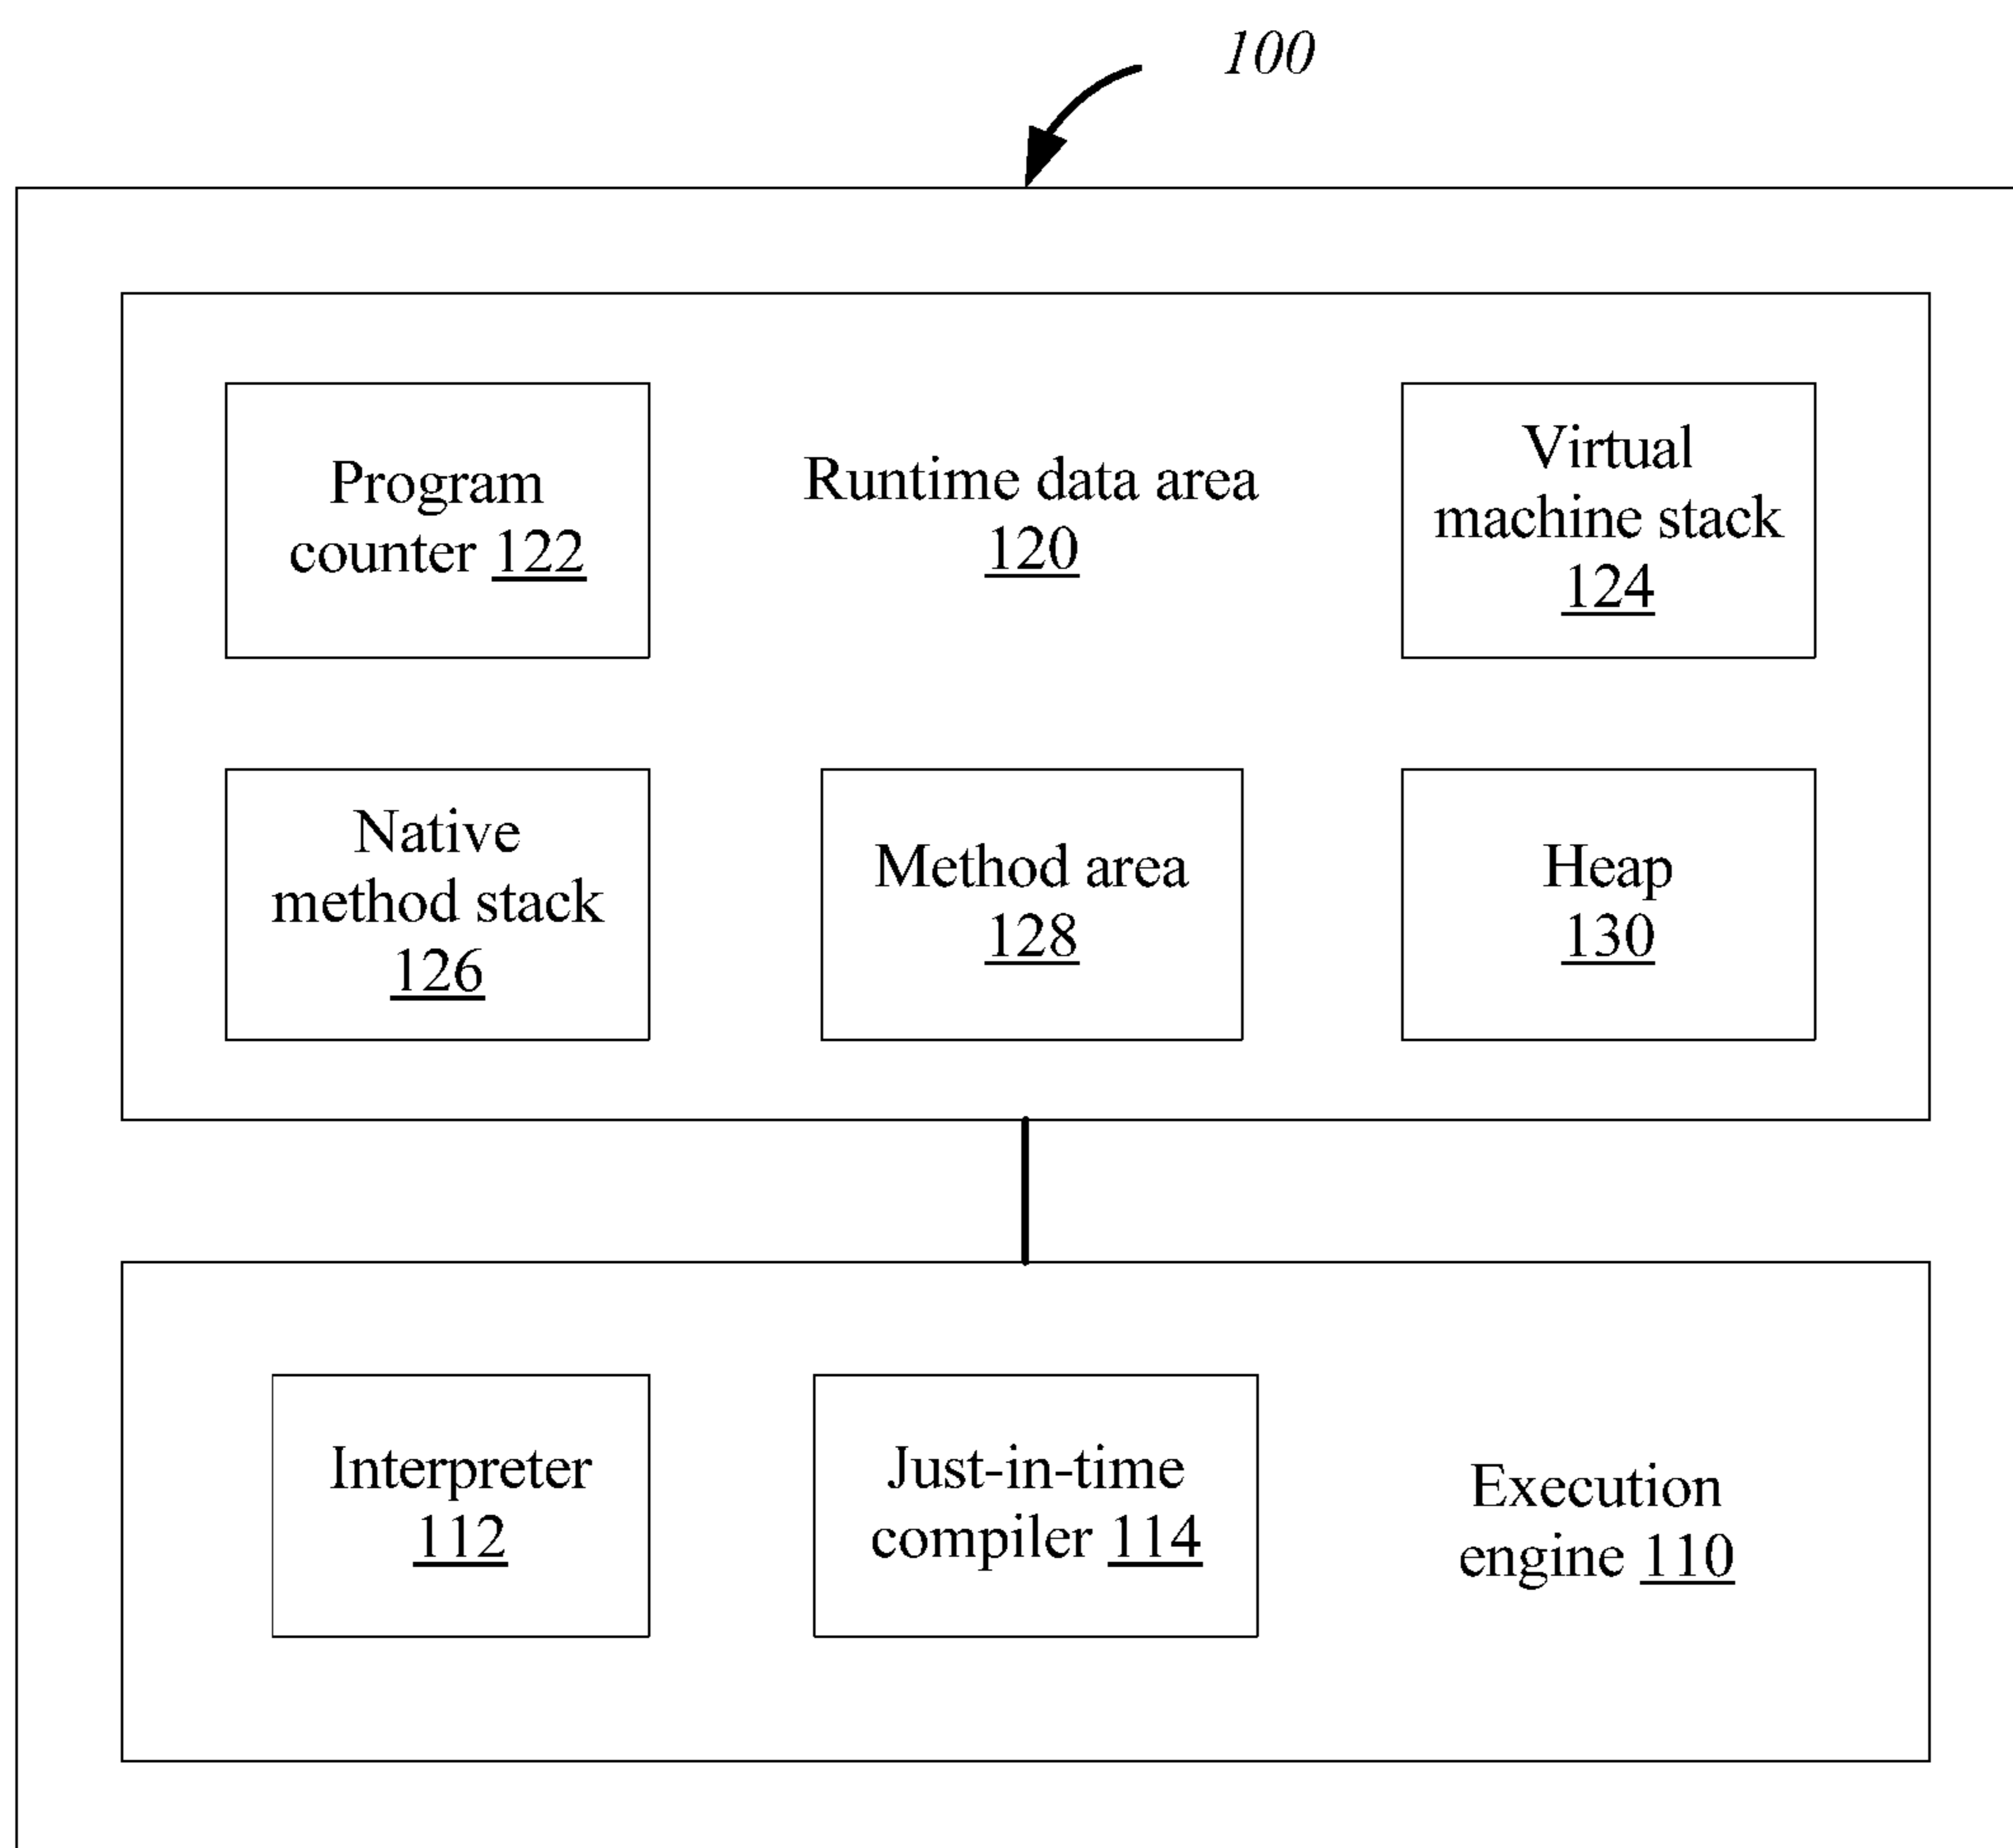 100
Program
counter 122
Runtime data area
120
Virtual
machine stack
124
Native
method stack
126
Method area
128
Heap
130
Interpreter
112
Just-in-time
compiler 114
Execution
engine 110